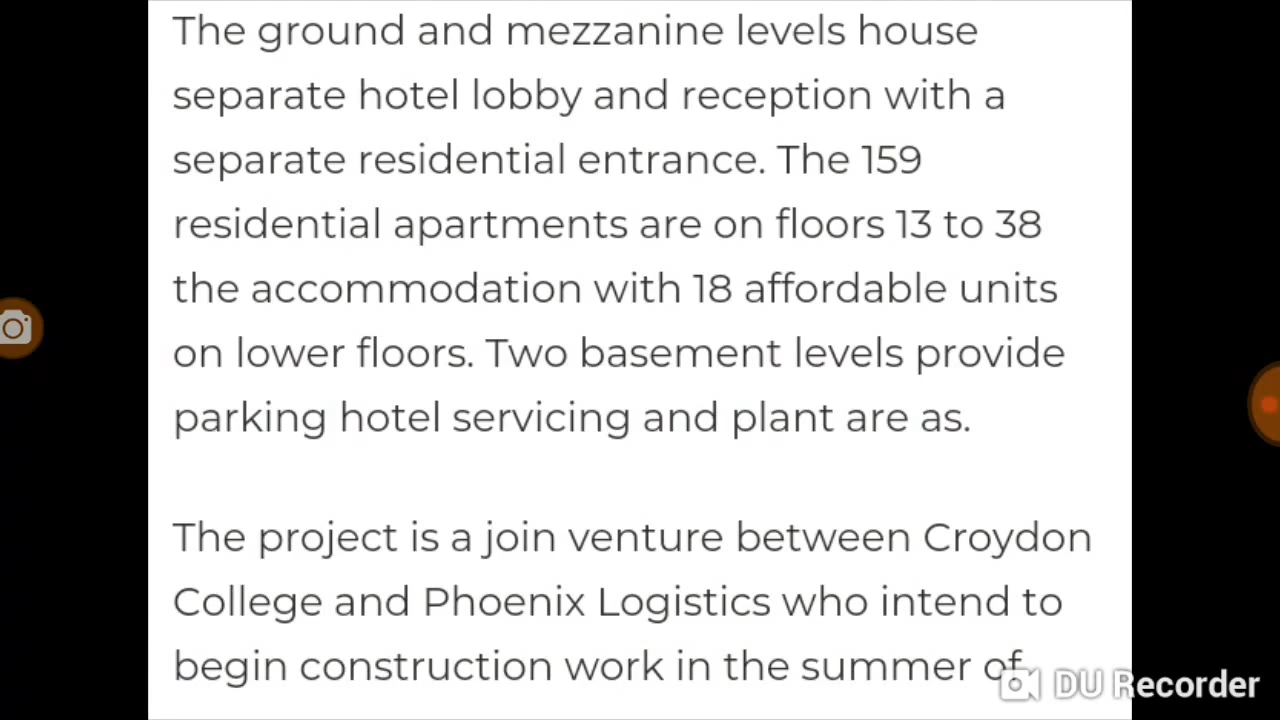 The ground and mezzanine levels house
separate hotel lobby and reception with a
separate residential entrance. The 159
residential apartments are on floors 13 to 38
the accommodation with 18 affordable units
on lower floors. Two basement levels provide
parking hotel servicing and plant are as.
The project is a join venture between Croydon
College and Phoenix Logistics who intend to
begin construction work in the summer of
DU Recorder